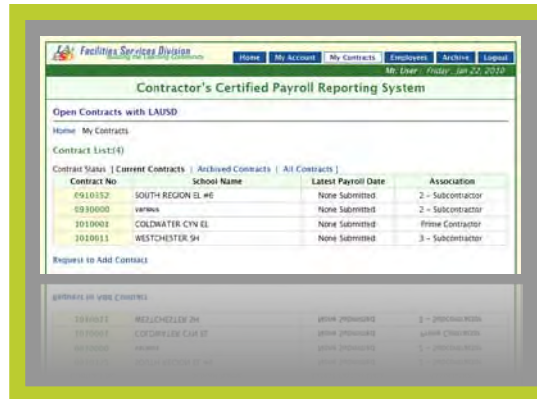 Facilities Services Division
Building the Learning Community
Home My Account My Contracts Employees Archive Logout
Mr. User : Friday, Jan 22, 2010
Contractor's Certified Payroll Reporting System
Open Contracts with LAUSD
Home My Contracts
Contract List:(4)
Contract Status [ Current Contracts | Archived Contracts | All Contracts ]
Contract No School Name Latest Payroll Date Association
0910352 SOUTH REGION EL #6 None Submitted 2 - Subcontractor
0930000 various None Submitted 2 - Subcontractor
1010001 COLDWATER CYN EL None Submitted Prime Contractor
1010011 WESTCHESTER SH None Submitted 3 - Subcontractor
Request to Add Contract